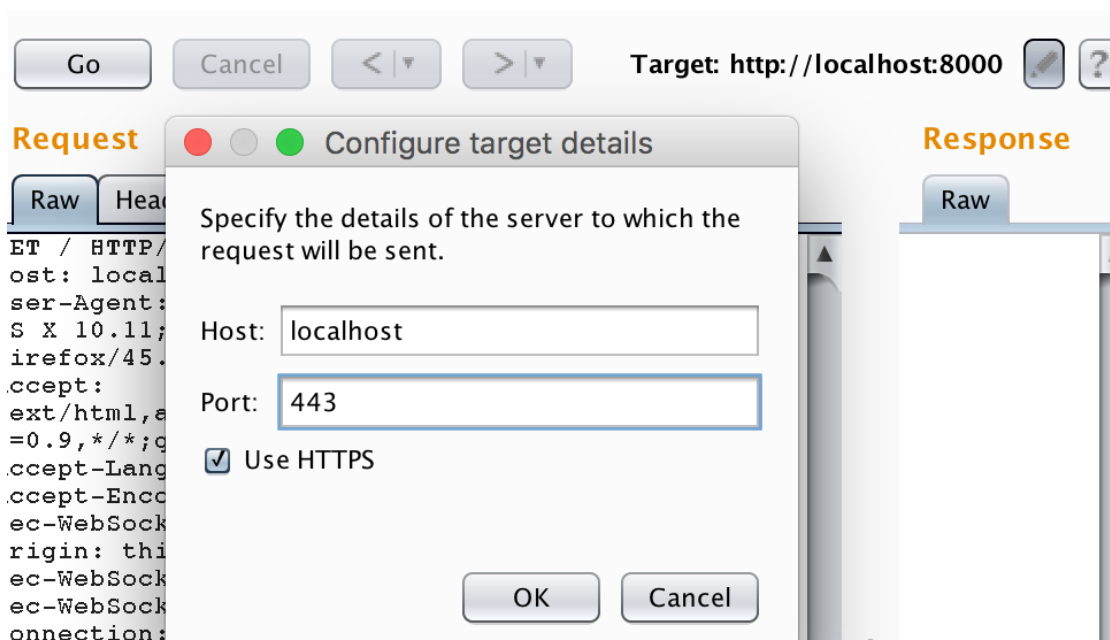 Go
Cancel
<
>
Target: http://localhost:8000
?
Request
Configure target details
Response
Raw
Head
Raw
Specify the details of the server to which the
request will be sent.
Host: localhost
Port: 443
Use HTTPS
OK
Cancel
ET / HTTP/
ost: local
ser-Agent:
S X 10.11;
irefox/45.
ccept:
ext/html,a
=0.9,*/*;q
ccept-Lang
ccept-Enco
ec-WebSock
rigin: thi
ec-WebSock
ec-WebSock
onnection: